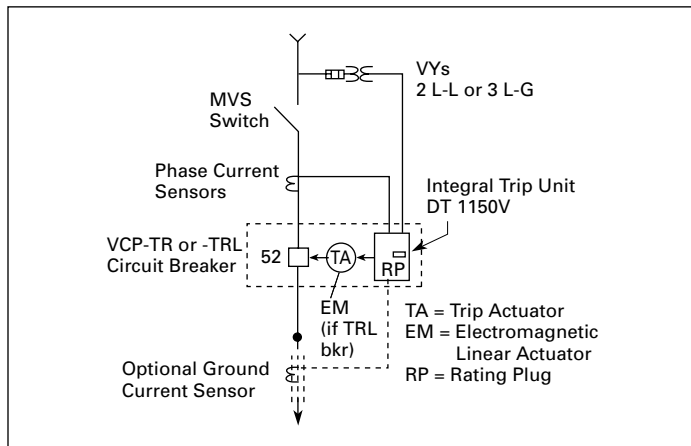 VYs
2 L-L or 3 L-G
MVS
Switch
Phase Current
Sensors
Integral Trip Unit
DT 1150V
VCP-TR or -TRL
Circuit Breaker
52
TA
RP
EM
(if TRL
bkr)
TA = Trip Actuator
EM = Electromagnetic
Linear Actuator
RP = Rating Plug
Optional Ground
Current Sensor